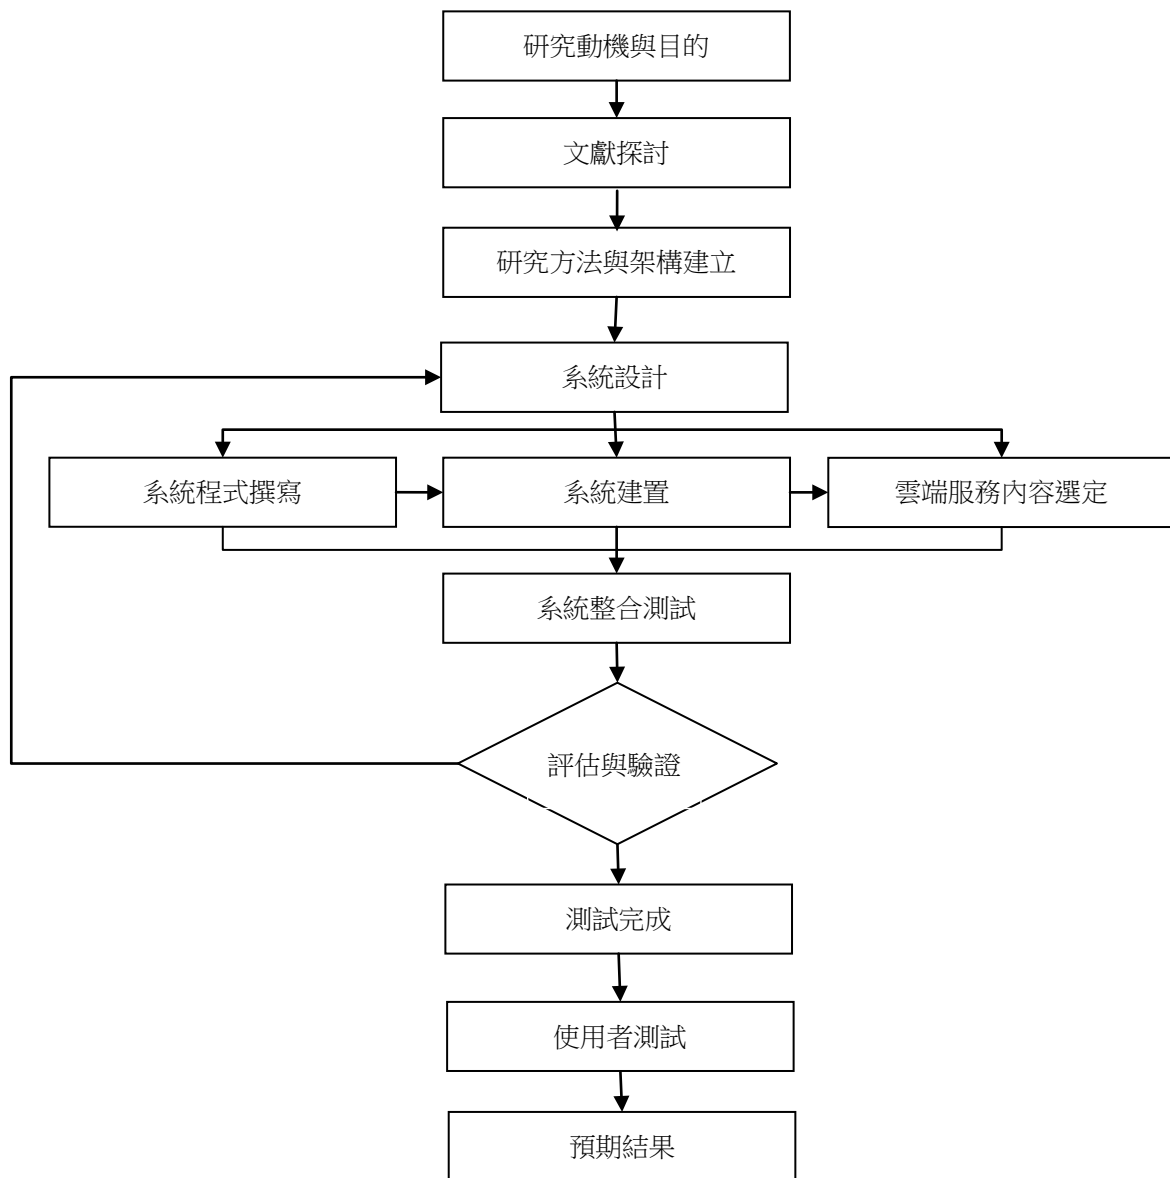 研究動機與目的
文獻探討
研究方法與架構建立
系統設計
系統程式撰寫
系統建置
雲端服務內容選定
系統整合測試
評估與驗證
測試完成
使用者測試
預期結果